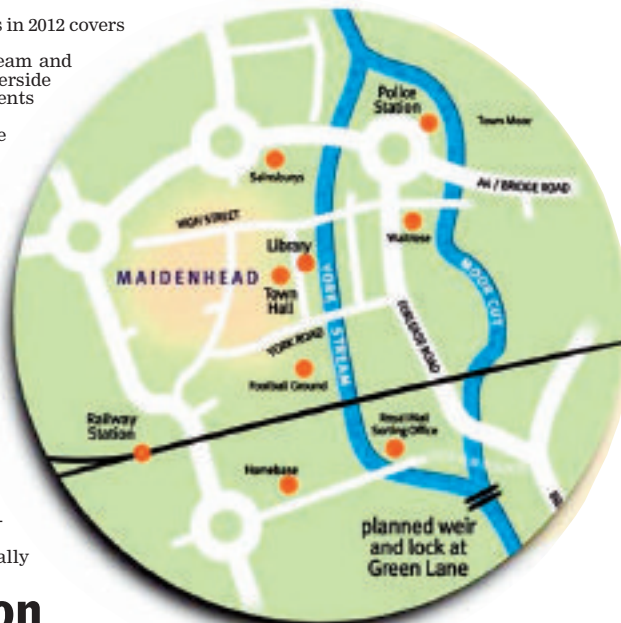 s in 2012 covers
eam and
erside
ents
e
ally
on
Police
Station
Town Moor
Sainsburys
A4 / BRIDGE ROAD
HIGH STREET
Waitrose
Library
MAIDENHEAD
Town
Hall
YORK STREAM
MOOR CUT
YORK ROAD
FORLEASE ROAD
Football Ground
Railway
Station
Royal Mail
Sorting Office
Homebase
planned weir
and lock at
Green Lane